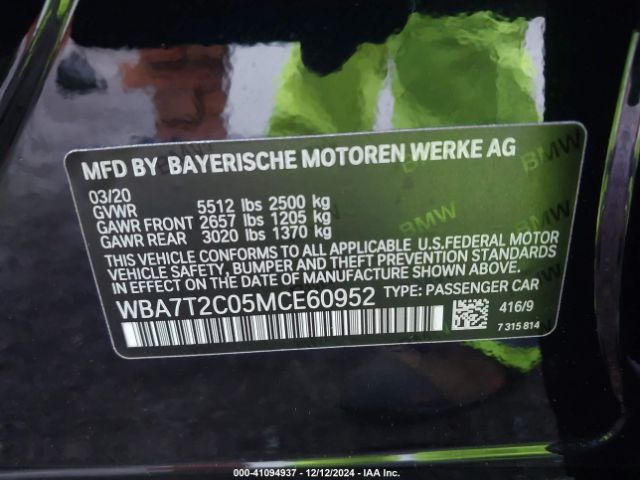 MFD BY BAYERISCHE MOTOREN WERKE AG
03/20
GVWR 5512 lbs 2500 kg
GAWR FRONT 2657 lbs 1205 kg
GAWR REAR 3020 lbs 1370 kg
THIS VEHICLE CONFORMS TO ALL APPLICABLE U.S.FEDERAL MOTOR
VEHICLE SAFETY, BUMPER AND THEFT PREVENTION STANDARDS
IN EFFECT ON THE DATE OF MANUFACTURE SHOWN ABOVE.
WBA7T2C05MCE60952 TYPE: PASSENGER CAR
416/9
7 315 814
BMW
BMW
BMW
000-41094937 - 12/12/2024 - IAA Inc.